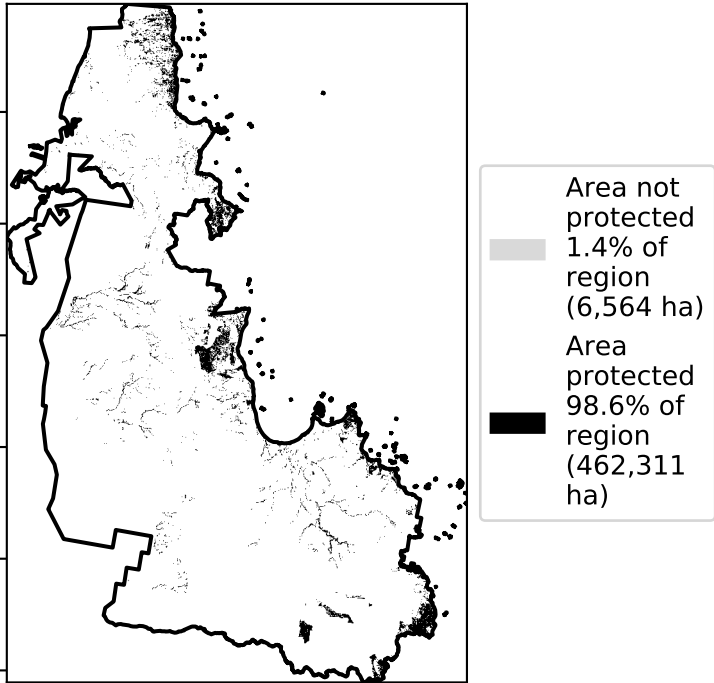 Area not
protected
1.4% of
region
(6,564 ha)
Area
protected
98.6% of
region
(462,311
ha)